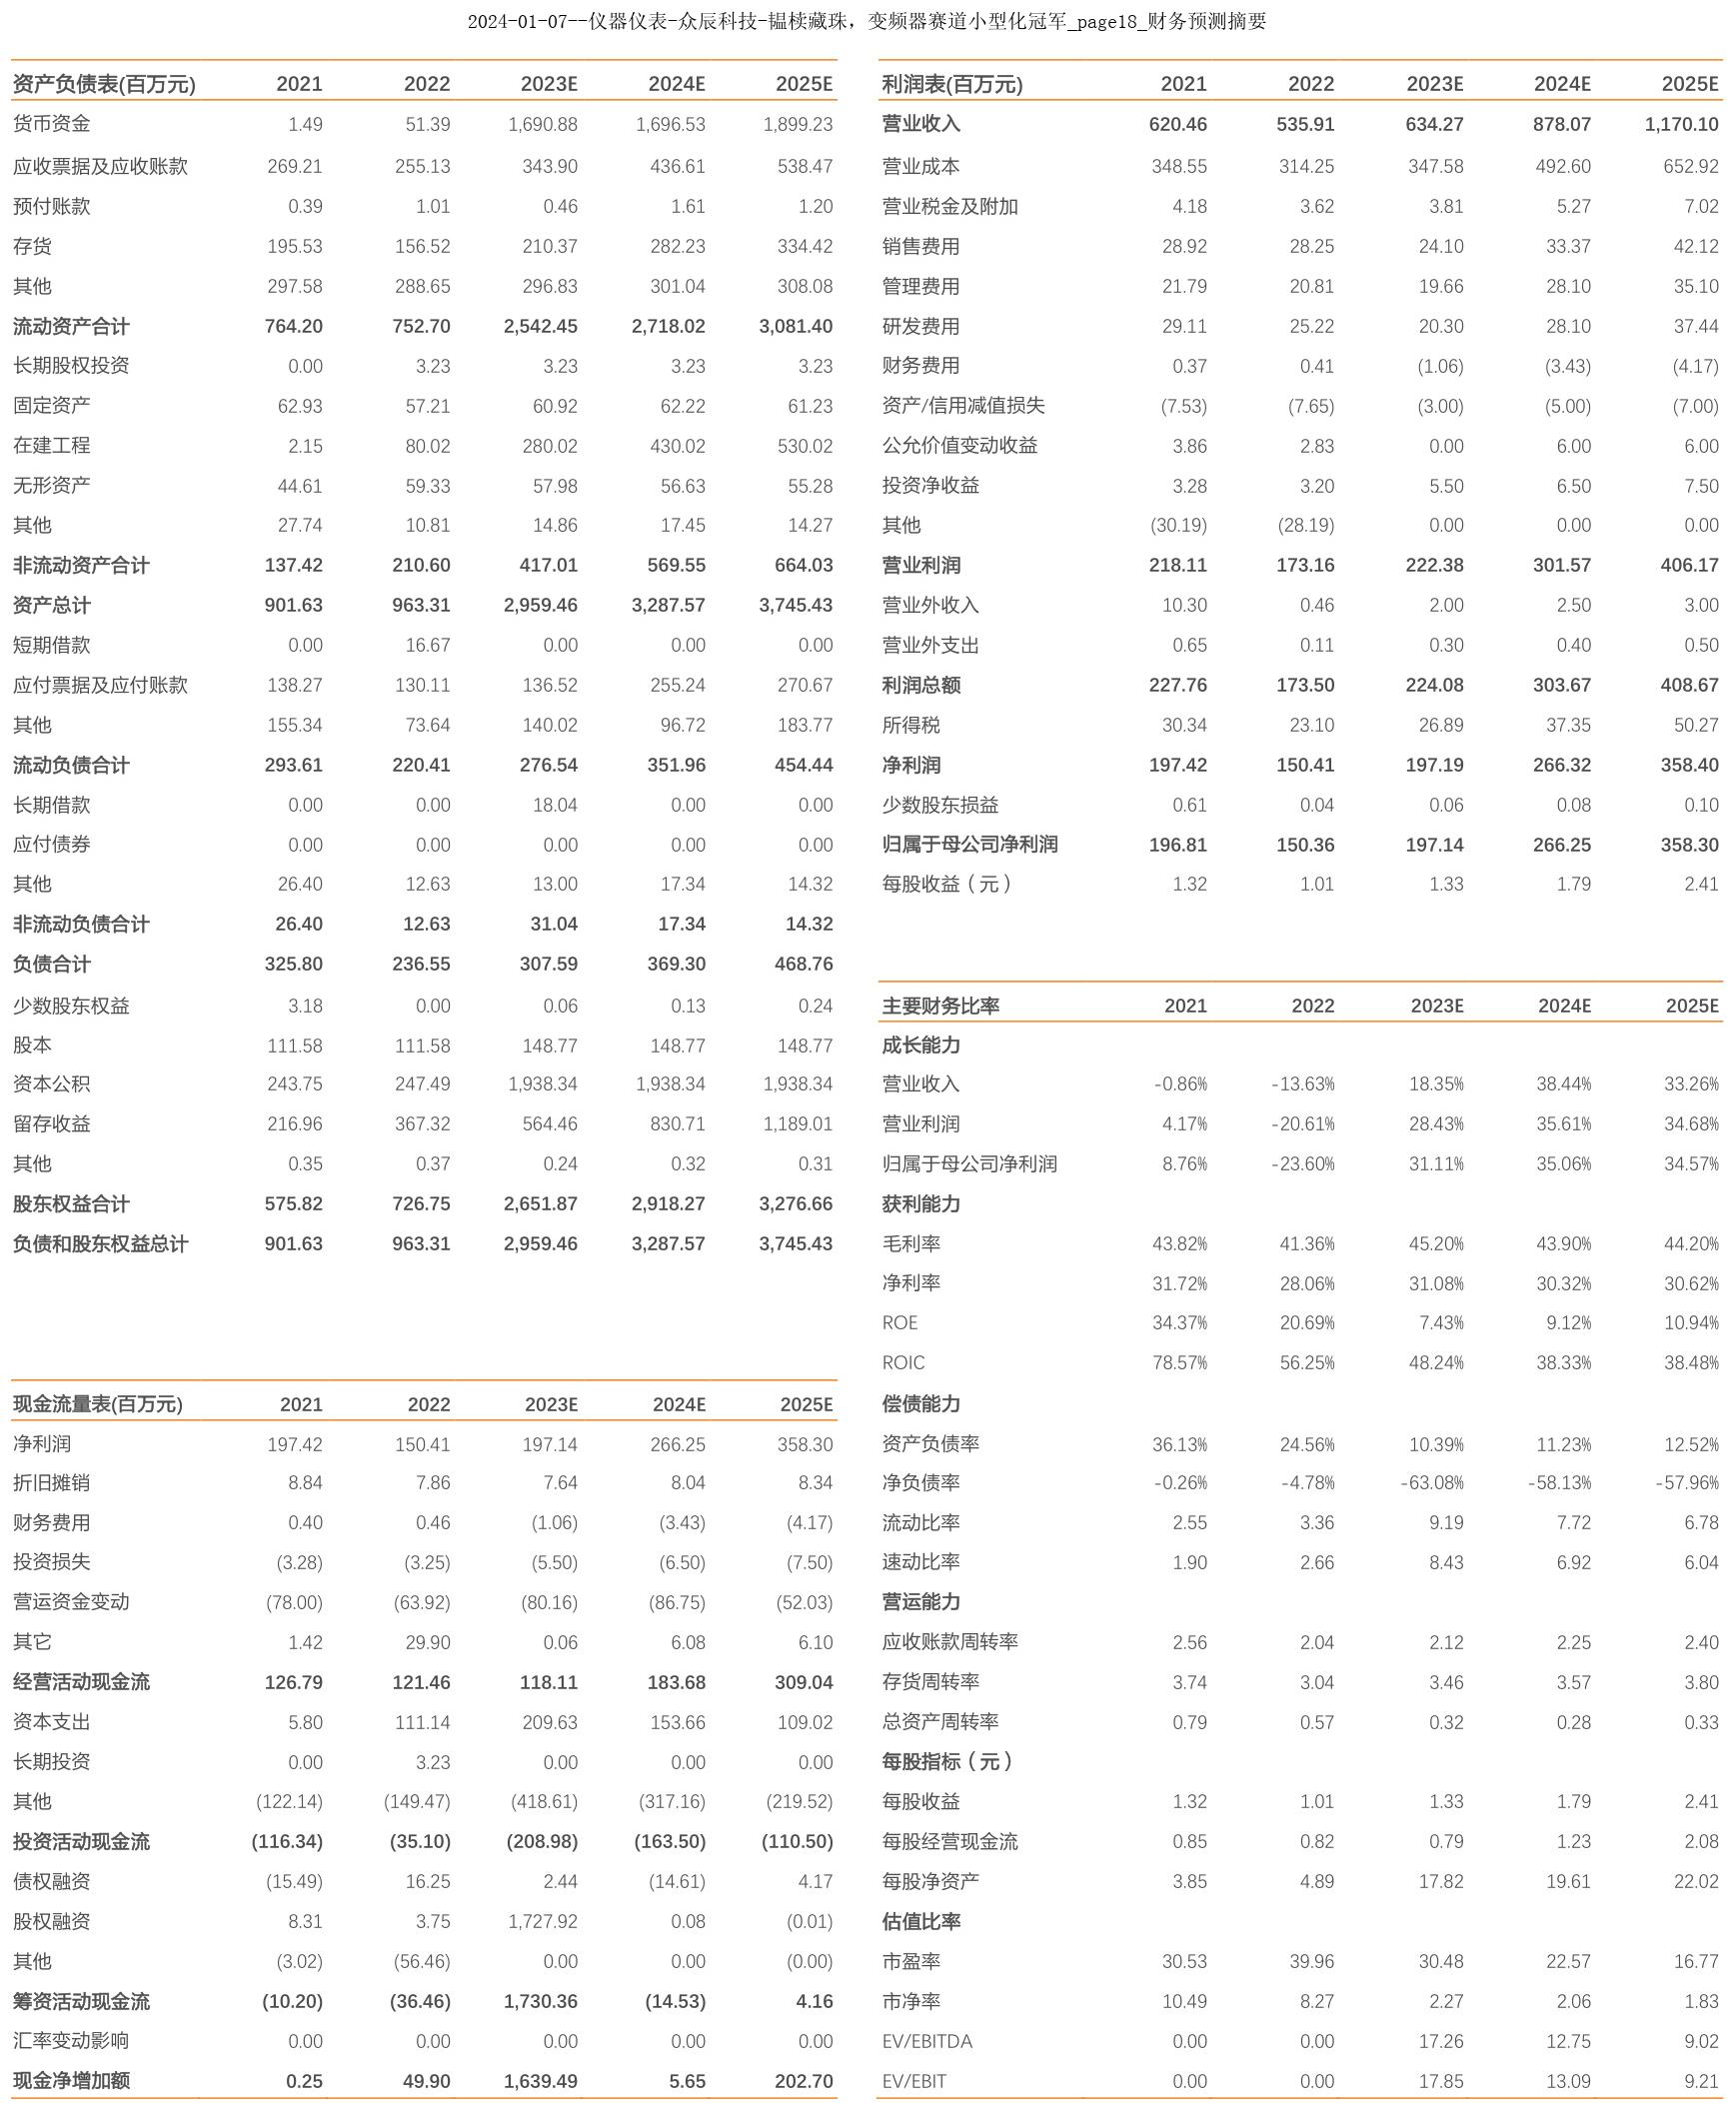 2024-01-07--仪器仪表-众辰科技-韫椟藏珠，变频器赛道小型化冠军_page18_财务预测摘要
资产负债表(百万元) 2021 2022 2023E 2024E 2025E
货币资金 1.49 51.39 1,690.88 1,696.53 1,899.23
应收票据及应收账款 269.21 255.13 343.90 436.61 538.47
预付账款 0.39 1.01 0.46 1.61 1.20
存货 195.53 156.52 210.37 282.23 334.42
其他 297.58 288.65 296.83 301.04 308.08
流动资产合计 764.20 752.70 2,542.45 2,718.02 3,081.40
长期股权投资 0.00 3.23 3.23 3.23 3.23
固定资产 62.93 57.21 60.92 62.22 61.23
在建工程 2.15 80.02 280.02 430.02 530.02
无形资产 44.61 59.33 57.98 56.63 55.28
其他 27.74 10.81 14.86 17.45 14.27
非流动资产合计 137.42 210.60 417.01 569.55 664.03
资产总计 901.63 963.31 2,959.46 3,287.57 3,745.43
短期借款 0.00 16.67 0.00 0.00 0.00
应付票据及应付账款 138.27 130.11 136.52 255.24 270.67
其他 155.34 73.64 140.02 96.72 183.77
流动负债合计 293.61 220.41 276.54 351.96 454.44
长期借款 0.00 0.00 18.04 0.00 0.00
应付债券 0.00 0.00 0.00 0.00 0.00
其他 26.40 12.63 13.00 17.34 14.32
非流动负债合计 26.40 12.63 31.04 17.34 14.32
负债合计 325.80 236.55 307.59 369.30 468.76
少数股东权益 3.18 0.00 0.06 0.13 0.24
股本 111.58 111.58 148.77 148.77 148.77
资本公积 243.75 247.49 1,938.34 1,938.34 1,938.34
留存收益 216.96 367.32 564.46 830.71 1,189.01
其他 0.35 0.37 0.24 0.32 0.31
股东权益合计 575.82 726.75 2,651.87 2,918.27 3,276.66
负债和股东权益总计 901.63 963.31 2,959.46 3,287.57 3,745.43
现金流量表(百万元) 2021 2022 2023E 2024E 2025E
净利润 197.42 150.41 197.14 266.25 358.30
折旧摊销 8.84 7.86 7.64 8.04 8.34
财务费用 0.40 0.46 (1.06) (3.43) (4.17)
投资损失 (3.28) (3.25) (5.50) (6.50) (7.50)
营运资金变动 (78.00) (63.92) (80.16) (86.75) (52.03)
其它 1.42 29.90 0.06 6.08 6.10
经营活动现金流 126.79 121.46 118.11 183.68 309.04
资本支出 5.80 111.14 209.63 153.66 109.02
长期投资 0.00 3.23 0.00 0.00 0.00
其他 (122.14) (149.47) (418.61) (317.16) (219.52)
投资活动现金流 (116.34) (35.10) (208.98) (163.50) (110.50)
债权融资 (15.49) 16.25 2.44 (14.61) 4.17
股权融资 8.31 3.75 1,727.92 0.08 (0.01)
其他 (3.02) (56.46) 0.00 0.00 (0.00)
筹资活动现金流 (10.20) (36.46) 1,730.36 (14.53) 4.16
汇率变动影响 0.00 0.00 0.00 0.00 0.00
现金净增加额 0.25 49.90 1,639.49 5.65 202.70
利润表(百万元) 2021 2022 2023E 2024E 2025E
营业收入 620.46 535.91 634.27 878.07 1,170.10
营业成本 348.55 314.25 347.58 492.60 652.92
营业税金及附加 4.18 3.62 3.81 5.27 7.02
销售费用 28.92 28.25 24.10 33.37 42.12
管理费用 21.79 20.81 19.66 28.10 35.10
研发费用 29.11 25.22 20.30 28.10 37.44
财务费用 0.37 0.41 (1.06) (3.43) (4.17)
资产/信用减值损失 (7.53) (7.65) (3.00) (5.00) (7.00)
公允价值变动收益 3.86 2.83 0.00 6.00 6.00
投资净收益 3.28 3.20 5.50 6.50 7.50
其他 (30.19) (28.19) 0.00 0.00 0.00
营业利润 218.11 173.16 222.38 301.57 406.17
营业外收入 10.30 0.46 2.00 2.50 3.00
营业外支出 0.65 0.11 0.30 0.40 0.50
利润总额 227.76 173.50 224.08 303.67 408.67
所得税 30.34 23.10 26.89 37.35 50.27
净利润 197.42 150.41 197.19 266.32 358.40
少数股东损益 0.61 0.04 0.06 0.08 0.10
归属于母公司净利润 196.81 150.36 197.14 266.25 358.30
每股收益（元） 1.32 1.01 1.33 1.79 2.41
主要财务比率 2021 2022 2023E 2024E 2025E
成长能力
营业收入 -0.86% -13.63% 18.35% 38.44% 33.26%
营业利润 4.17% -20.61% 28.43% 35.61% 34.68%
归属于母公司净利润 8.76% -23.60% 31.11% 35.06% 34.57%
获利能力
毛利率 43.82% 41.36% 45.20% 43.90% 44.20%
净利率 31.72% 28.06% 31.08% 30.32% 30.62%
ROE 34.37% 20.69% 7.43% 9.12% 10.94%
ROIC 78.57% 56.25% 48.24% 38.33% 38.48%
偿债能力
资产负债率 36.13% 24.56% 10.39% 11.23% 12.52%
净负债率 -0.26% -4.78% -63.08% -58.13% -57.96%
流动比率 2.55 3.36 9.19 7.72 6.78
速动比率 1.90 2.66 8.43 6.92 6.04
营运能力
应收账款周转率 2.56 2.04 2.12 2.25 2.40
存货周转率 3.74 3.04 3.46 3.57 3.80
总资产周转率 0.79 0.57 0.32 0.28 0.33
每股指标（元）
每股收益 1.32 1.01 1.33 1.79 2.41
每股经营现金流 0.85 0.82 0.79 1.23 2.08
每股净资产 3.85 4.89 17.82 19.61 22.02
估值比率
市盈率 30.53 39.96 30.48 22.57 16.77
市净率 10.49 8.27 2.27 2.06 1.83
EV/EBITDA 0.00 0.00 17.26 12.75 9.02
EV/EBIT 0.00 0.00 17.85 13.09 9.21